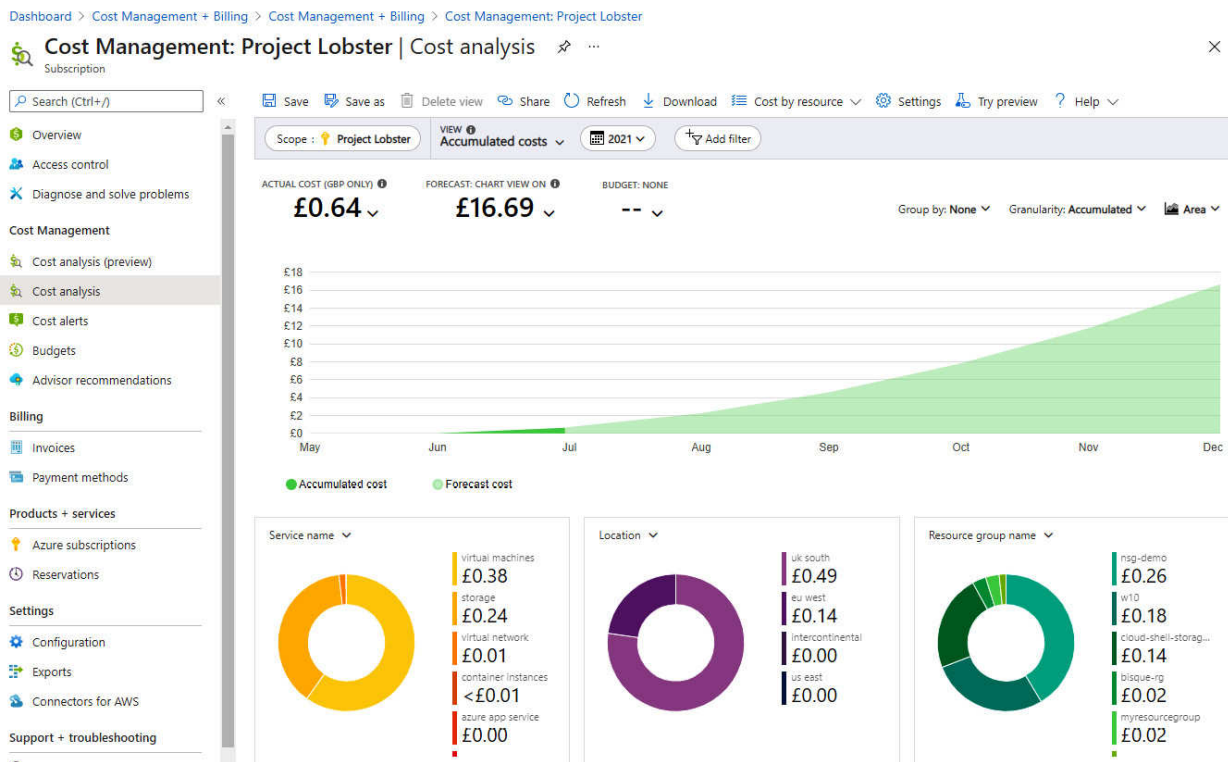 Dashboard > Cost Management + Billing > Cost Management + Billing > Cost Management: Project Lobster
Cost Management: Project Lobster | Cost analysis ...
Subscription
Search (Ctrl+/)
Overview
Access control
Diagnose and solve problems
Cost Management
Cost analysis (preview)
Cost analysis
Cost alerts
Budgets
Advisor recommendations
Billing
Invoices
Payment methods
Products + services
Azure subscriptions
Reservations
Settings
Configuration
Exports
Connectors for AWS
Support + troubleshooting
Save Save as Delete view Share Refresh Download Cost by resource Settings Try preview ? Help
Scope : Project Lobster
VIEW
Accumulated costs
2021
Add filter
ACTUAL COST (GBP ONLY)
£0.64
FORECAST: CHART VIEW ON
£16.69
BUDGET: NONE
--
Group by: None Granularity: Accumulated Area
£18
£16
£14
£12
£10
£8
£6
£4
£2
£0
May Jun Jul Aug Sep Oct Nov Dec
Accumulated cost Forecast cost
Service name
virtual machines
£0.38
storage
£0.24
virtual network
£0.01
container instances
<£0.01
azure app service
£0.00
Location
uk south
£0.49
eu west
£0.14
intercontinental
£0.00
us east
£0.00
Resource group name
nsg-demo
£0.26
w10
£0.18
cloud-shell-storag...
£0.14
bisque-rg
£0.02
myresourcegroup
£0.02